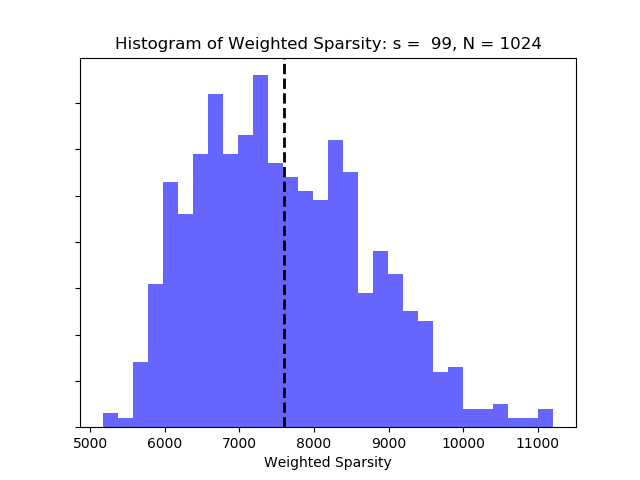 Histogram of Weighted Sparsity: s =  99, N = 1024
5000 6000 7000 8000 9000 10000 11000
Weighted Sparsity